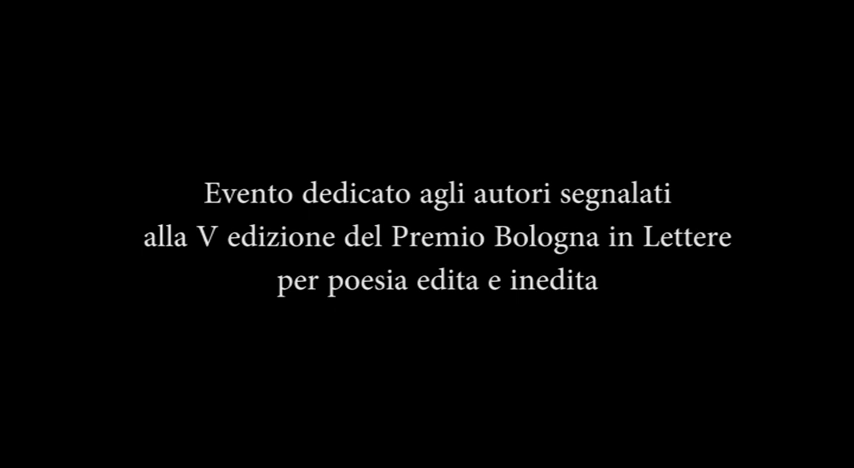 Evento dedicato agli autori segnalati
alla V edizione del Premio Bologna in Lettere
per poesia edita e inedita